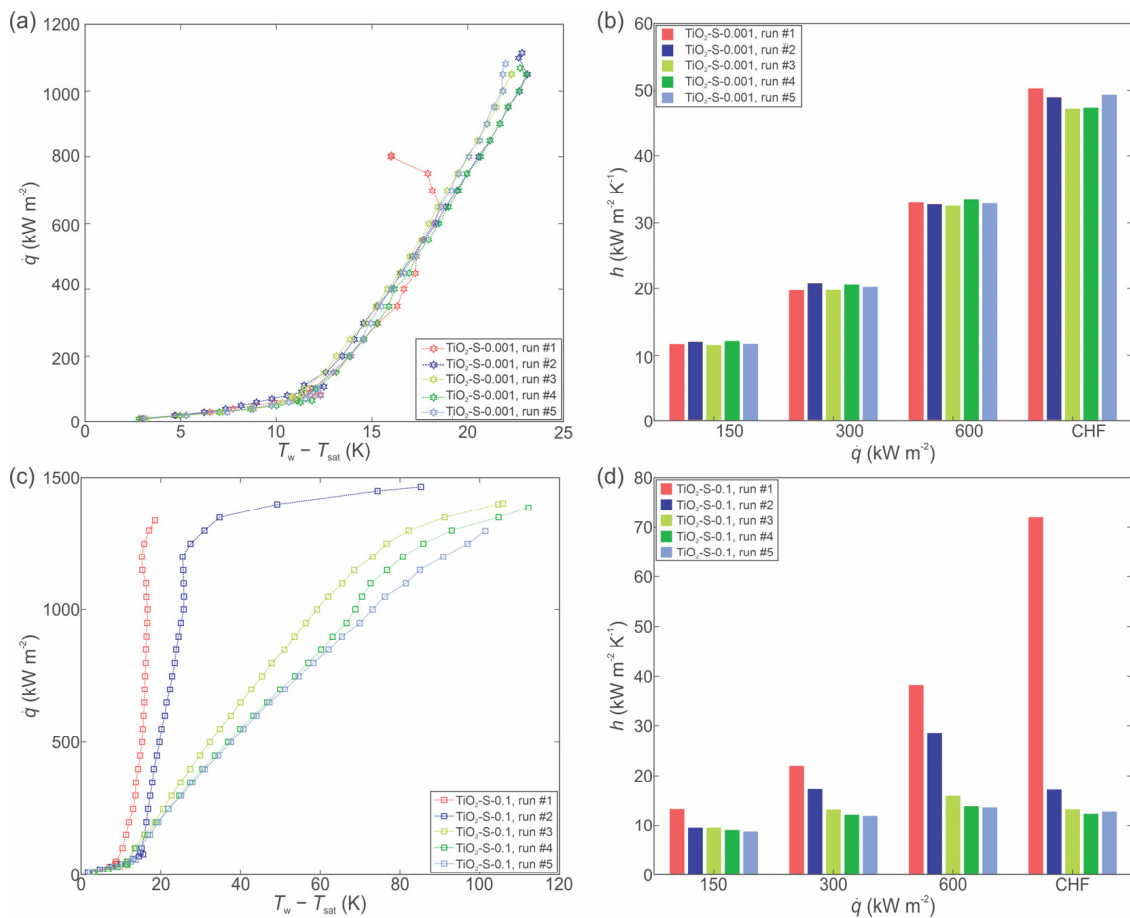 (a)
1200
1000
800
600
400
200
0
q̇ (kW m⁻²)
0 5 10 15 20 25
T_w − T_sat (K)
TiO₂-S-0.001, run #1
TiO₂-S-0.001, run #2
TiO₂-S-0.001, run #3
TiO₂-S-0.001, run #4
TiO₂-S-0.001, run #5
(b)
60
50
40
30
20
10
0
h (kW m⁻² K⁻¹)
TiO₂-S-0.001, run #1
TiO₂-S-0.001, run #2
TiO₂-S-0.001, run #3
TiO₂-S-0.001, run #4
TiO₂-S-0.001, run #5
150 300 600 CHF
q̇ (kW m⁻²)
(c)
1500
1000
500
0
q̇ (kW m⁻²)
0 20 40 60 80 100 120
T_w − T_sat (K)
TiO₂-S-0.1, run #1
TiO₂-S-0.1, run #2
TiO₂-S-0.1, run #3
TiO₂-S-0.1, run #4
TiO₂-S-0.1, run #5
(d)
80
70
60
50
40
30
20
10
0
h (kW m⁻² K⁻¹)
TiO₂-S-0.1, run #1
TiO₂-S-0.1, run #2
TiO₂-S-0.1, run #3
TiO₂-S-0.1, run #4
TiO₂-S-0.1, run #5
150 300 600 CHF
q̇ (kW m⁻²)